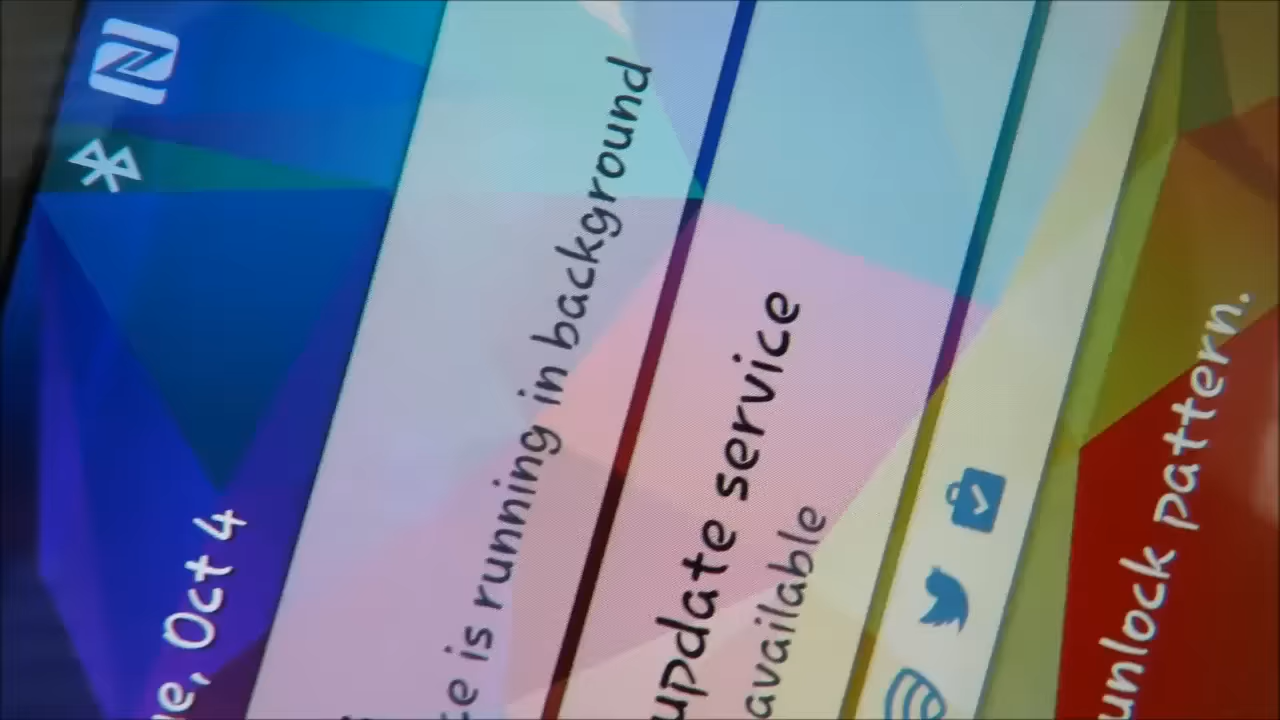 Oct 4
is running in background
update service
available
unlock pattern.